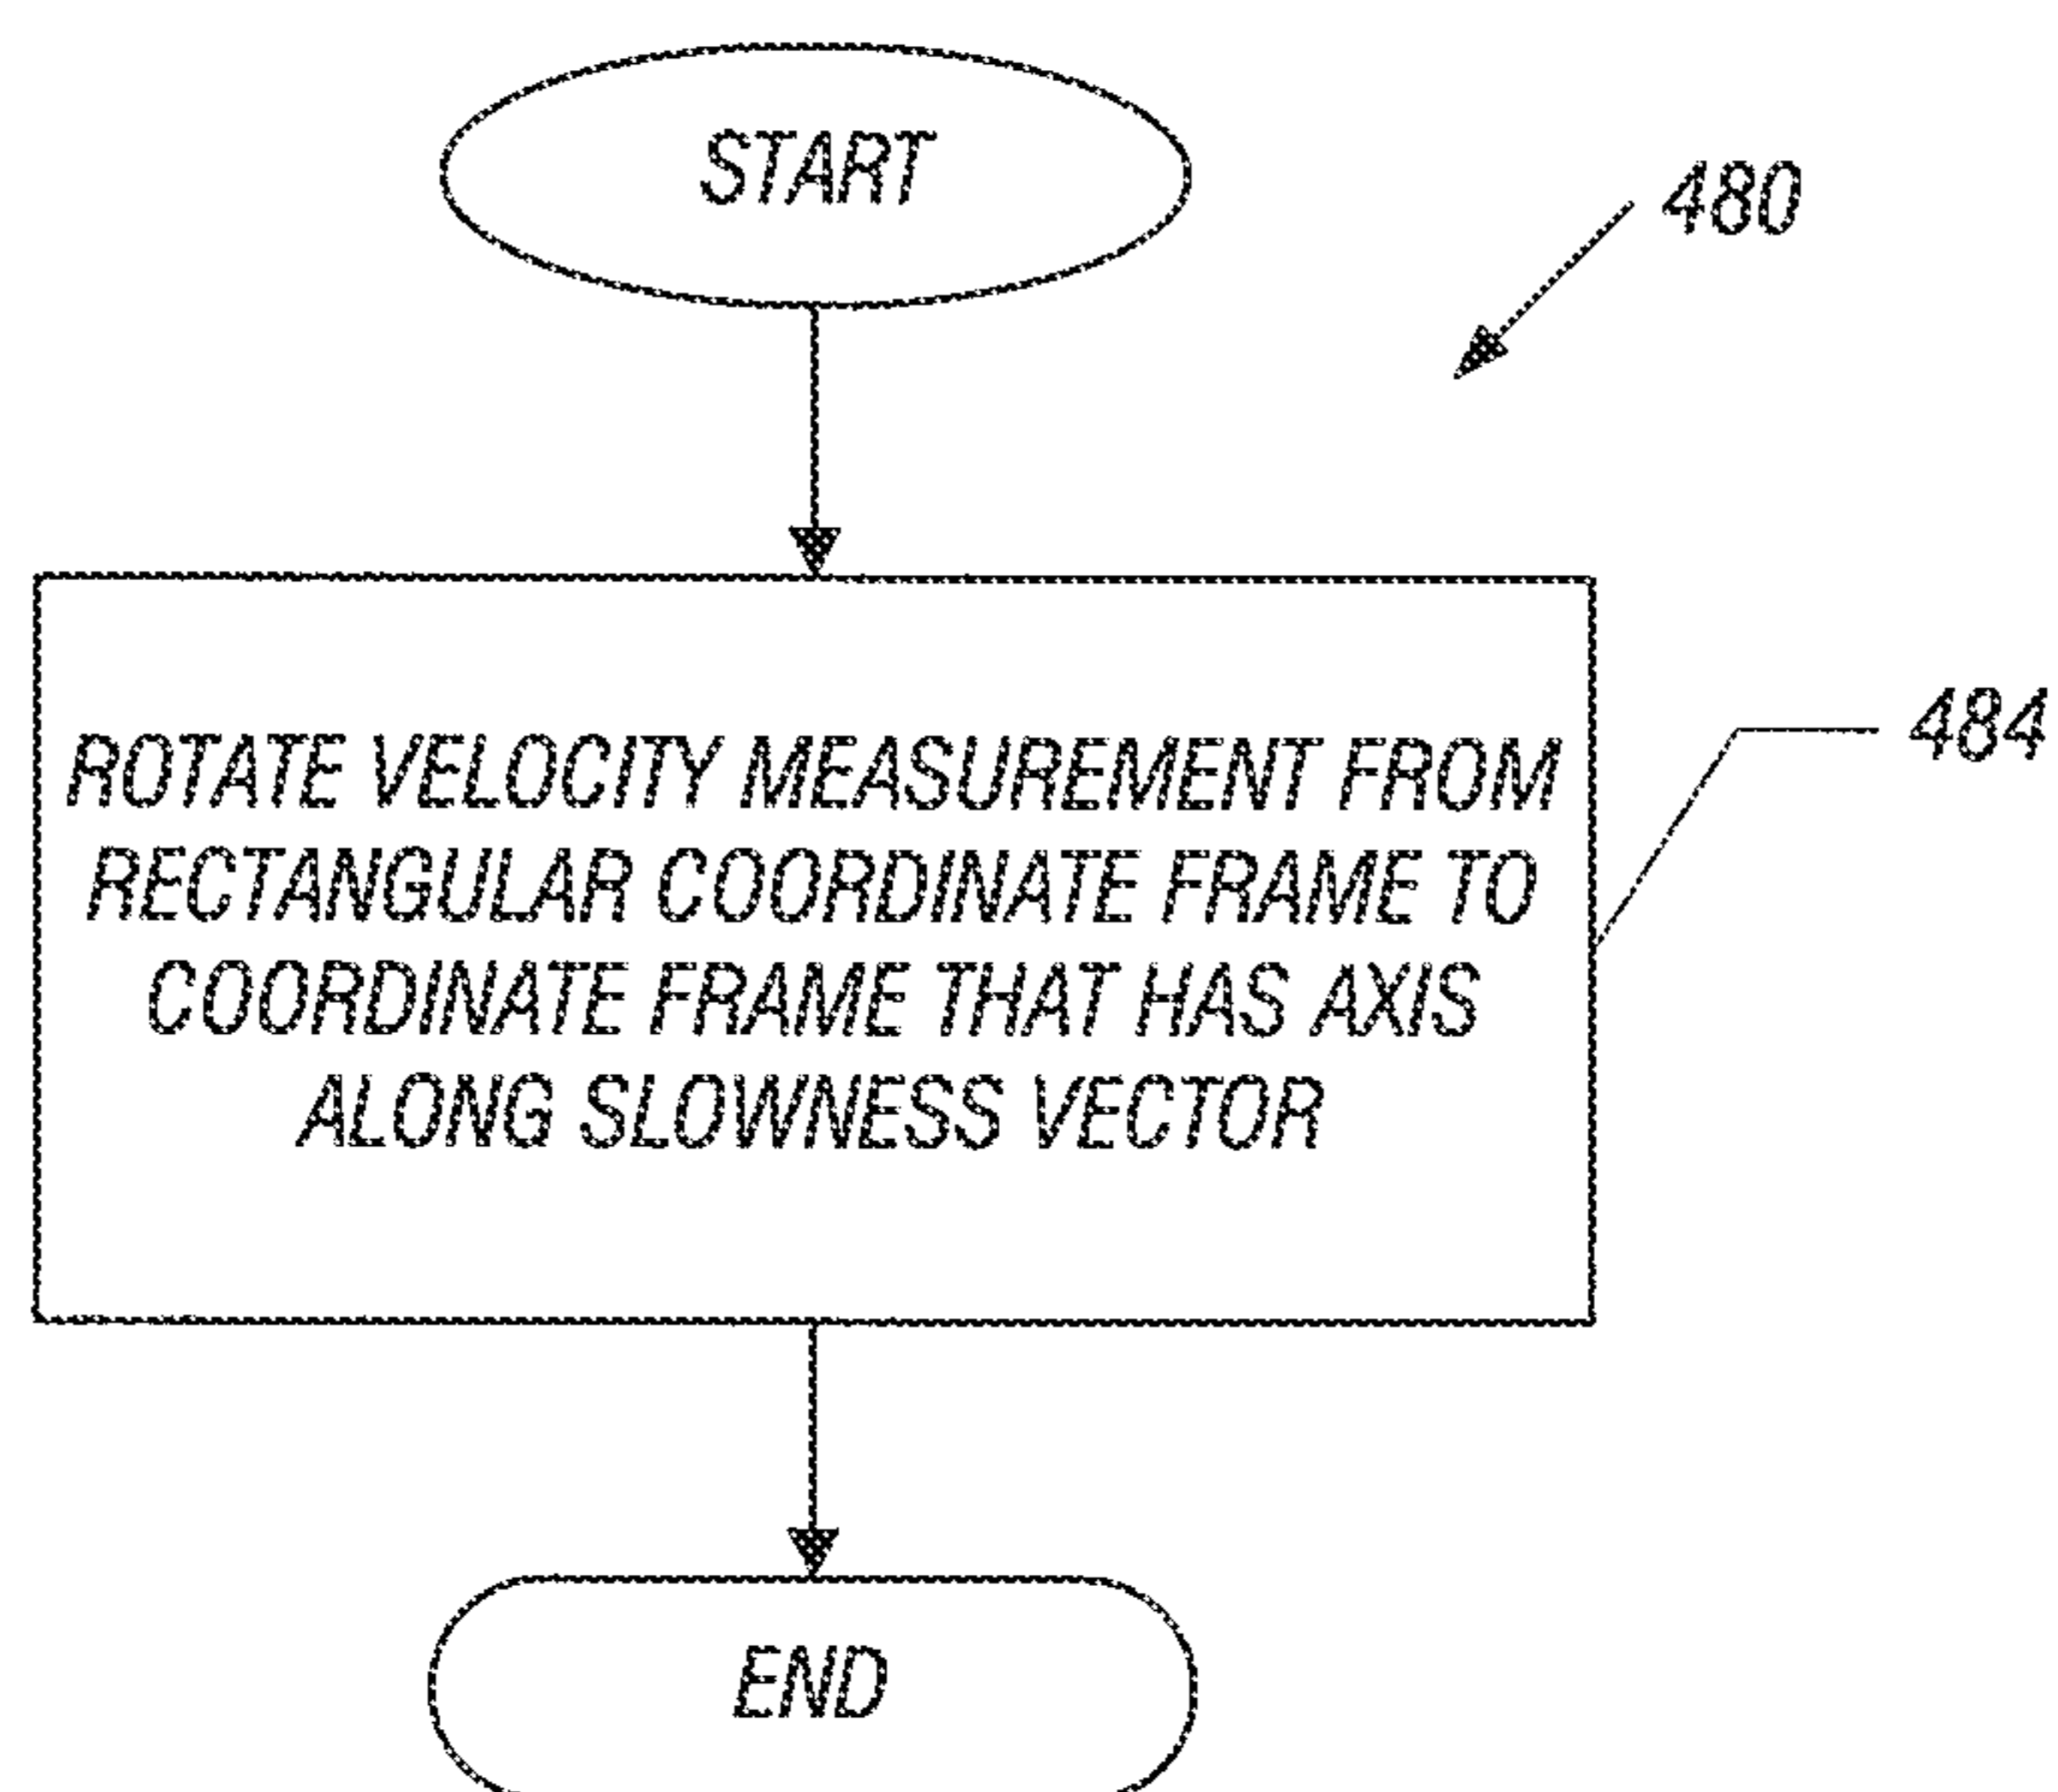 START
480
ROTATE VELOCITY MEASUREMENT FROM
RECTANGULAR COORDINATE FRAME TO
COORDINATE FRAME THAT HAS AXIS
ALONG SLOWNESS VECTOR
484
END